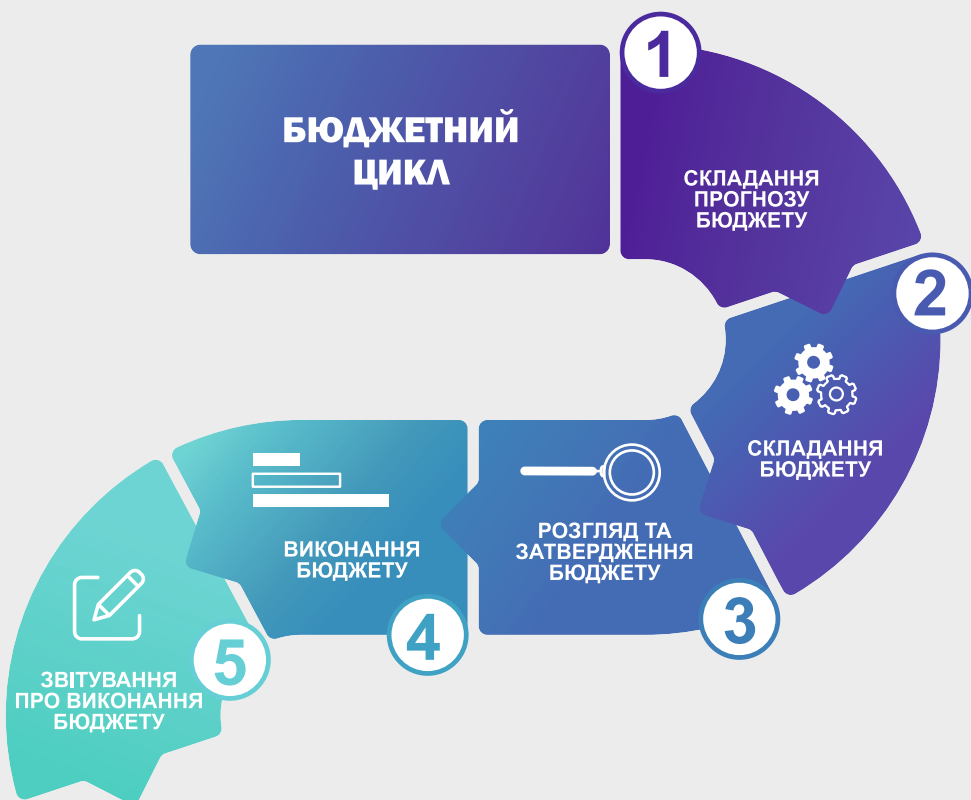 БЮДЖЕТНИЙ
ЦИКЛ
1
СКЛАДАННЯ
ПРОГНОЗУ
БЮДЖЕТУ
2
СКЛАДАННЯ
БЮДЖЕТУ
3
РОЗГЛЯД ТА
ЗАТВЕРДЖЕННЯ
БЮДЖЕТУ
4
ВИКОНАННЯ
БЮДЖЕТУ
5
ЗВІТУВАННЯ
ПРО ВИКОНАННЯ
БЮДЖЕТУ